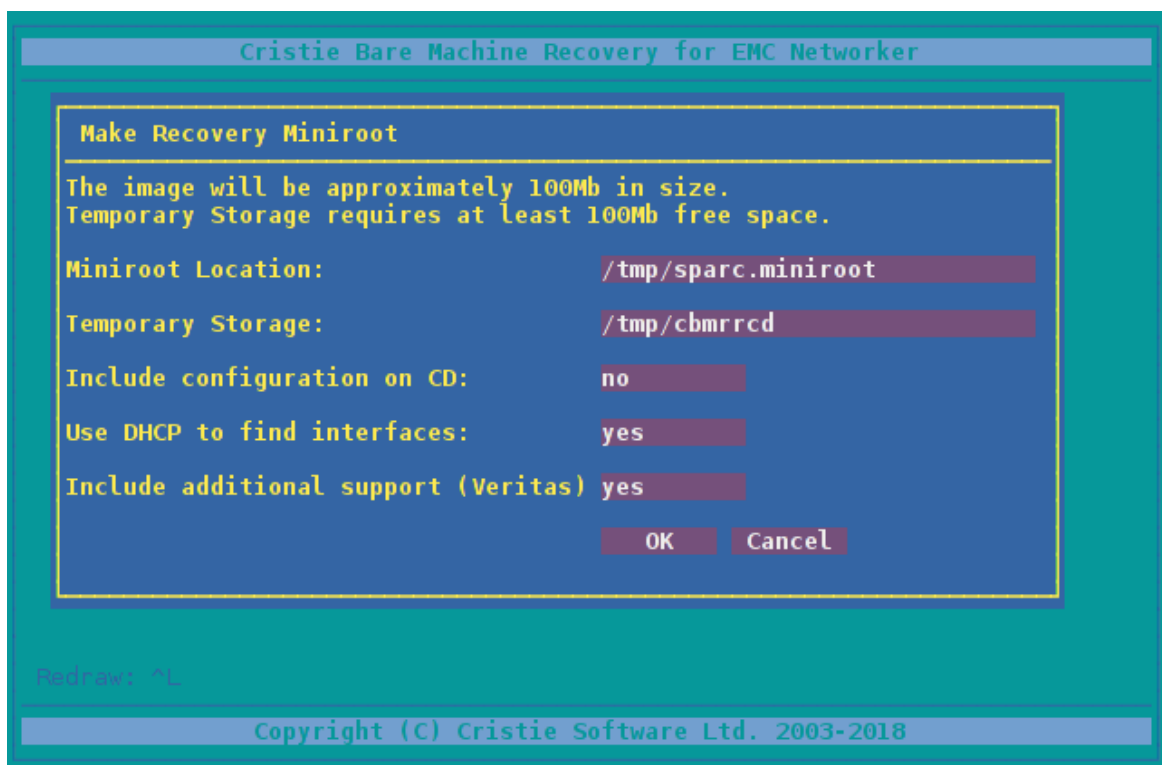 Cristie Bare Machine Recovery for EMC Networker
Make Recovery Miniroot
The image will be approximately 100Mb in size.
Temporary Storage requires at least 100Mb free space.
Miniroot Location: /tmp/sparc.miniroot
Temporary Storage: /tmp/cbmrrcd
Include configuration on CD: no
Use DHCP to find interfaces: yes
Include additional support (Veritas) yes
OK Cancel
Redraw: ^L
Copyright (C) Cristie Software Ltd. 2003-2018